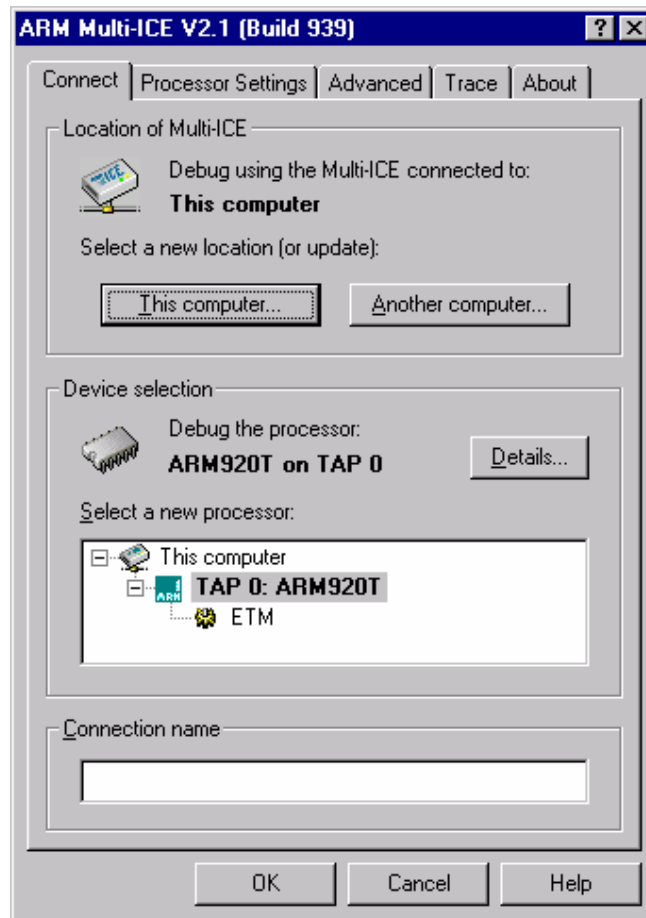 ARM Multi-ICE V2.1 (Build 939)
Connect Processor Settings Advanced Trace About
Location of Multi-ICE
Debug using the Multi-ICE connected to:
This computer
Select a new location (or update):
This computer... Another computer...
Device selection
Debug the processor:
ARM920T on TAP 0
Details...
Select a new processor:
This computer
TAP 0: ARM920T
ETM
Connection name
OK Cancel Help